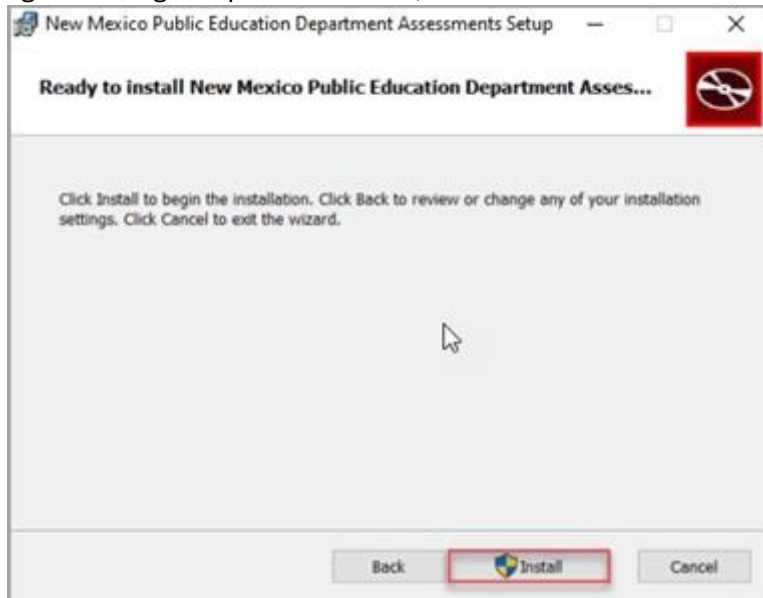 New Mexico Public Education Department Assessments Setup
Ready to install New Mexico Public Education Department Asses...
Click Install to begin the installation. Click Back to review or change any of your installation
settings. Click Cancel to exit the wizard.
Back Install Cancel